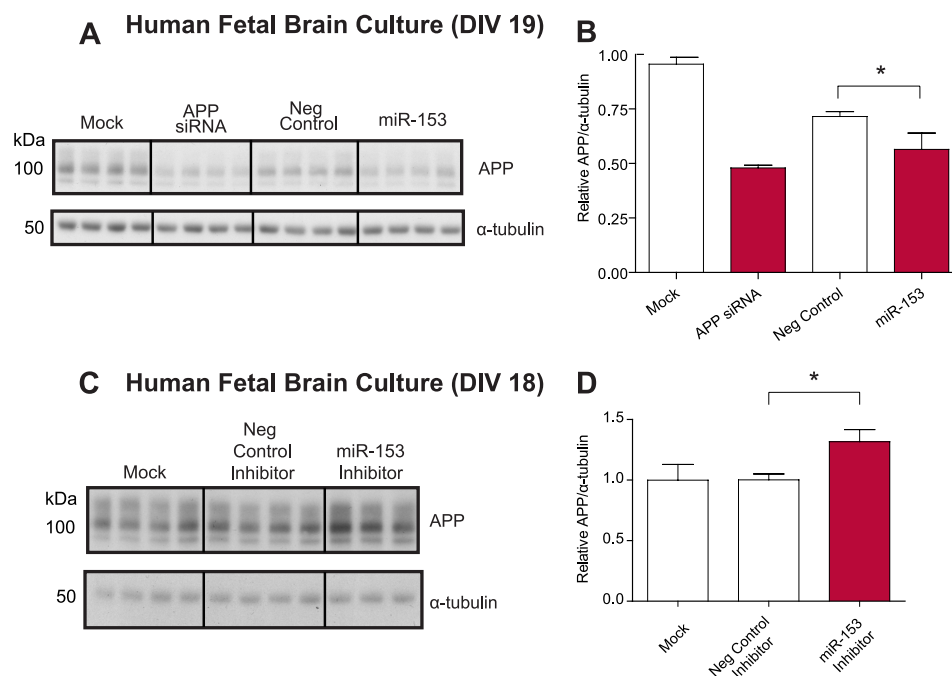 A Human Fetal Brain Culture (DIV 19)
kDa
Mock
APP
siRNA
Neg
Control
miR-153
100
APP
50
α-tubulin
B
Relative APP/α-tubulin
1.00
0.75
0.50
0.25
0.00
*
Mock
APP siRNA
Neg Control
miR-153
C Human Fetal Brain Culture (DIV 18)
kDa
Mock
Neg
Control
Inhibitor
miR-153
Inhibitor
100
APP
50
α-tubulin
D
Relative APP/α-tubulin
1.5
1.0
0.5
0.0
*
Mock
Neg Control
Inhibitor
miR-153
Inhibitor